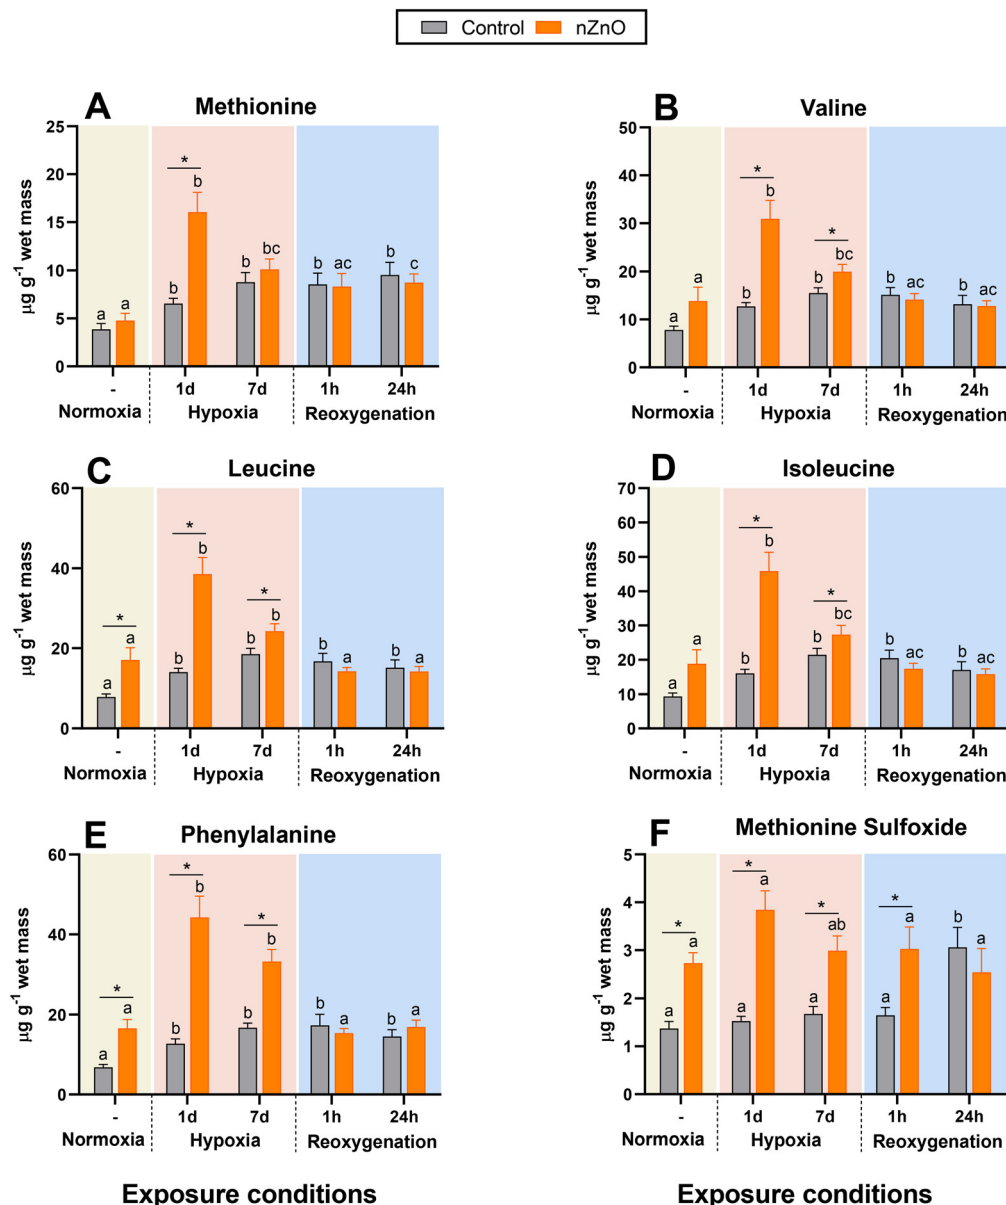 Control nZnO
A Methionine
μg g-1 wet mass
25
20
15
10
5
0
a a b b * b bc b ac b c
- 1d 7d 1h 24h
Normoxia Hypoxia Reoxygenation
B Valine
μg g-1 wet mass
50
40
30
20
10
0
a a b b * b bc * b ac b ac
- 1d 7d 1h 24h
Normoxia Hypoxia Reoxygenation
C Leucine
μg g-1 wet mass
60
40
20
0
a a * b b * b b * b a b a
- 1d 7d 1h 24h
Normoxia Hypoxia Reoxygenation
D Isoleucine
μg g-1 wet mass
70
60
50
40
30
20
10
0
a a b b * b bc * b ac b ac
- 1d 7d 1h 24h
Normoxia Hypoxia Reoxygenation
E Phenylalanine
μg g-1 wet mass
60
40
20
0
a a * b b * b b * b a b a
- 1d 7d 1h 24h
Normoxia Hypoxia Reoxygenation
F Methionine Sulfoxide
μg g-1 wet mass
5
4
3
2
1
0
a a * a a * a ab * a a * b a
- 1d 7d 1h 24h
Normoxia Hypoxia Reoxygenation
Exposure conditions
Exposure conditions